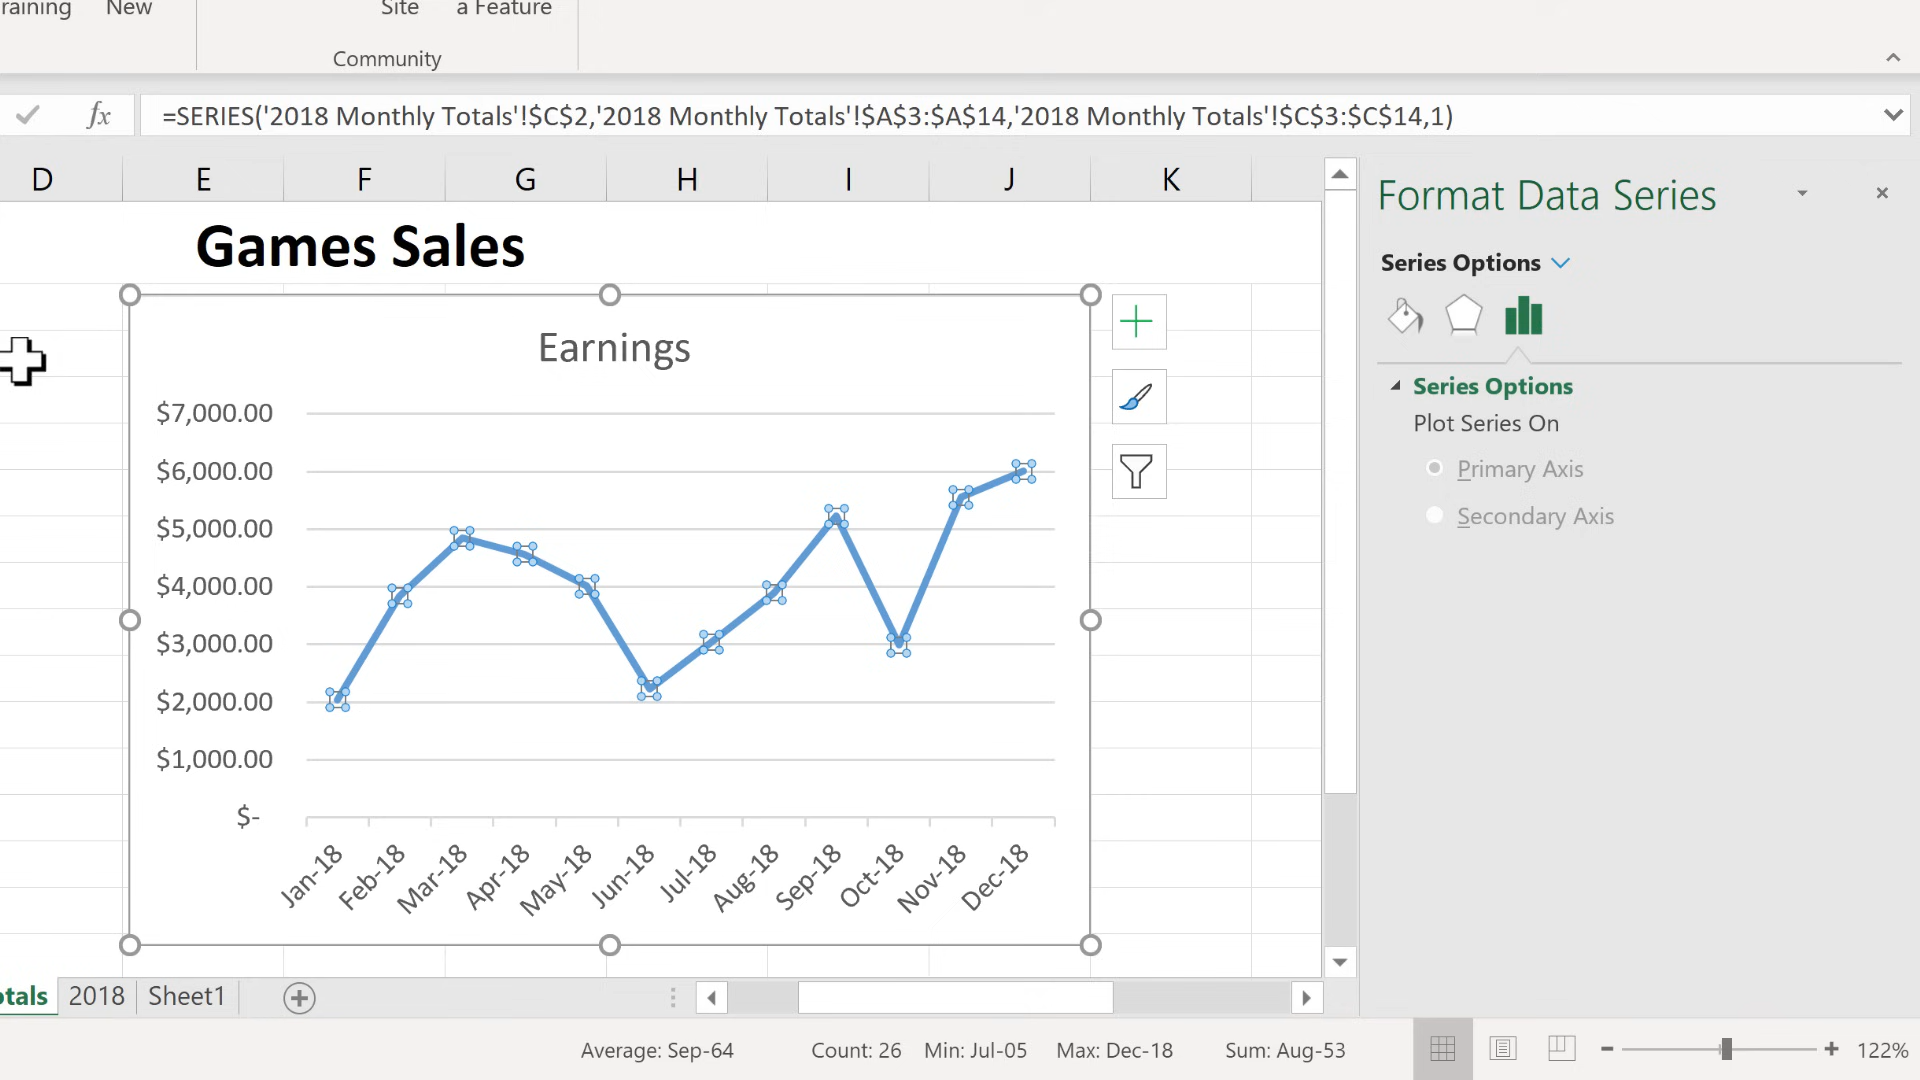 raining New Site a Feature
Community
fx =SERIES('2018 Monthly Totals'!$C$2,'2018 Monthly Totals'!$A$3:$A$14,'2018 Monthly Totals'!$C$3:$C$14,1)
D E F G H I J K
Games Sales
Earnings
$7,000.00
$6,000.00
$5,000.00
$4,000.00
$3,000.00
$2,000.00
$1,000.00
$-
Jan-18 Feb-18 Mar-18 Apr-18 May-18 Jun-18 Jul-18 Aug-18 Sep-18 Oct-18 Nov-18 Dec-18
Format Data Series
Series Options
Series Options
Plot Series On
Primary Axis
Secondary Axis
otals 2018 Sheet1
Average: Sep-64 Count: 26 Min: Jul-05 Max: Dec-18 Sum: Aug-53 122%